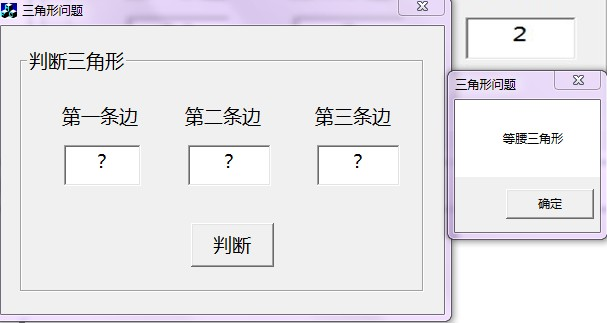 三角形问题
判断三角形
第一条边 第二条边 第三条边
? ? ?
判断
2
三角形问题
等腰三角形
确定